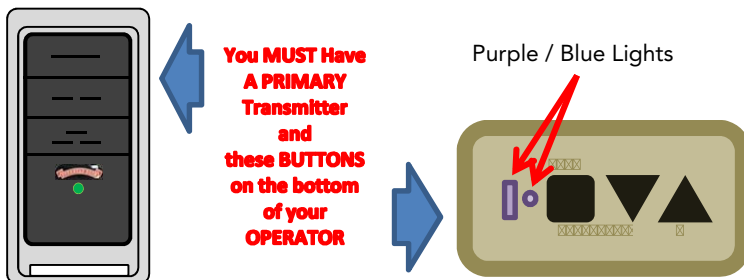 You MUST Have
A PRIMARY
Transmitter
and
these BUTTONS
on the bottom
of your
OPERATOR
Purple / Blue Lights